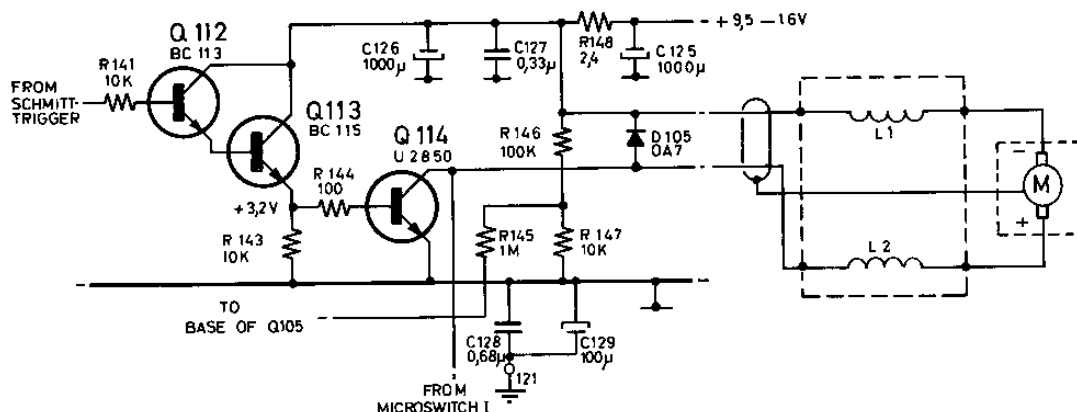 Q 112
BC 113
R141
10K
FROM
SCHMITT-
TRIGGER
Q113
BC 115
+3,2V
R 143
10K
R 144
100
Q 114
U 2850
C126
1000µ
C127
0,33µ
R148
2,4
C 125
1000µ
+ 9,5 – 16V
R 146
100K
D105
OA7
R145
1M
R 147
10K
L1
L 2
–
M
+
TO
BASE OF Q105
C128
0,68µ
C129
100µ
121
FROM
MICROSWITCH I